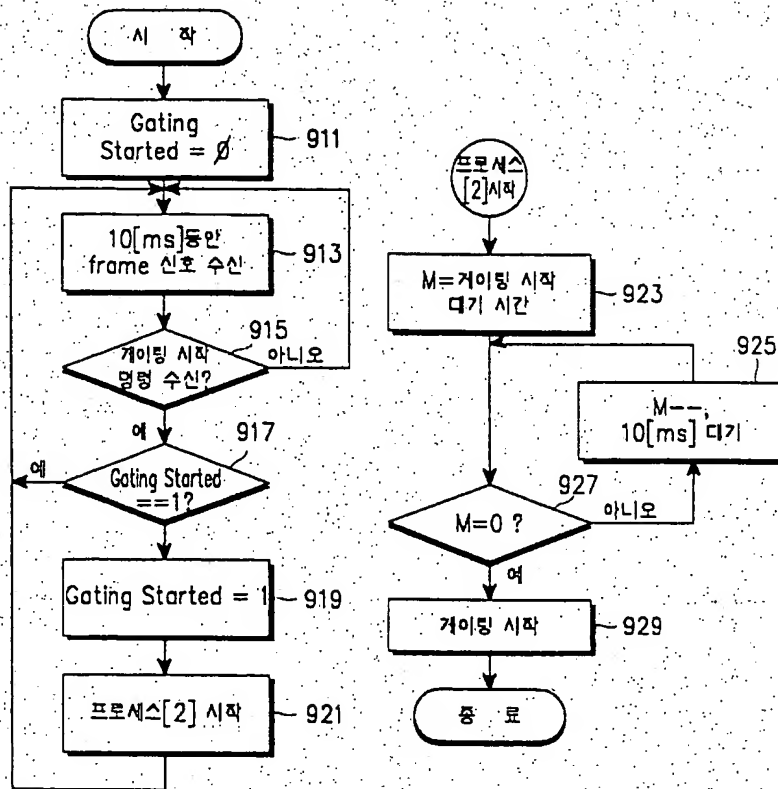 시 작
Gating
Started = 0
911
10[ms]동안
frame 신호 수신
913
915
게이팅 시작
명령 수신?
아니오
예
917
예
Gating Started
==1?
Gating Started = 1
919
프로세스[2] 시작
921
프로세스
[2]시작
M=게이팅 시작
대기 시간
923
925
M--,
10[ms] 대기
927
M=0 ?
아니오
예
게이팅 시작
929
종 료